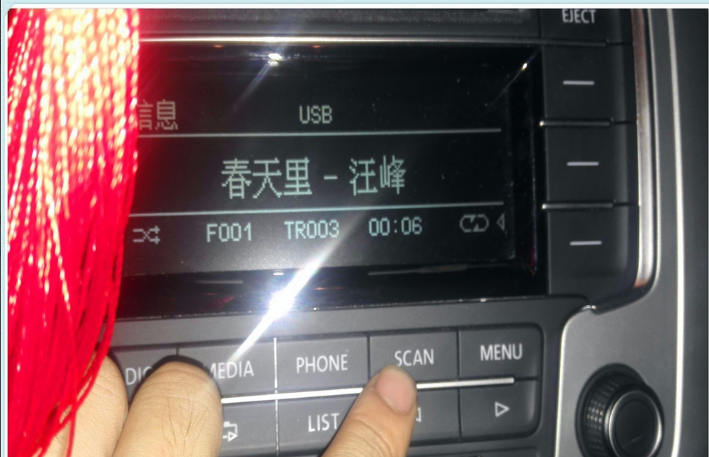 EJECT
信息 USB
春天里 - 汪峰
F001 TR003 00:06
MEDIA PHONE SCAN MENU
LIST